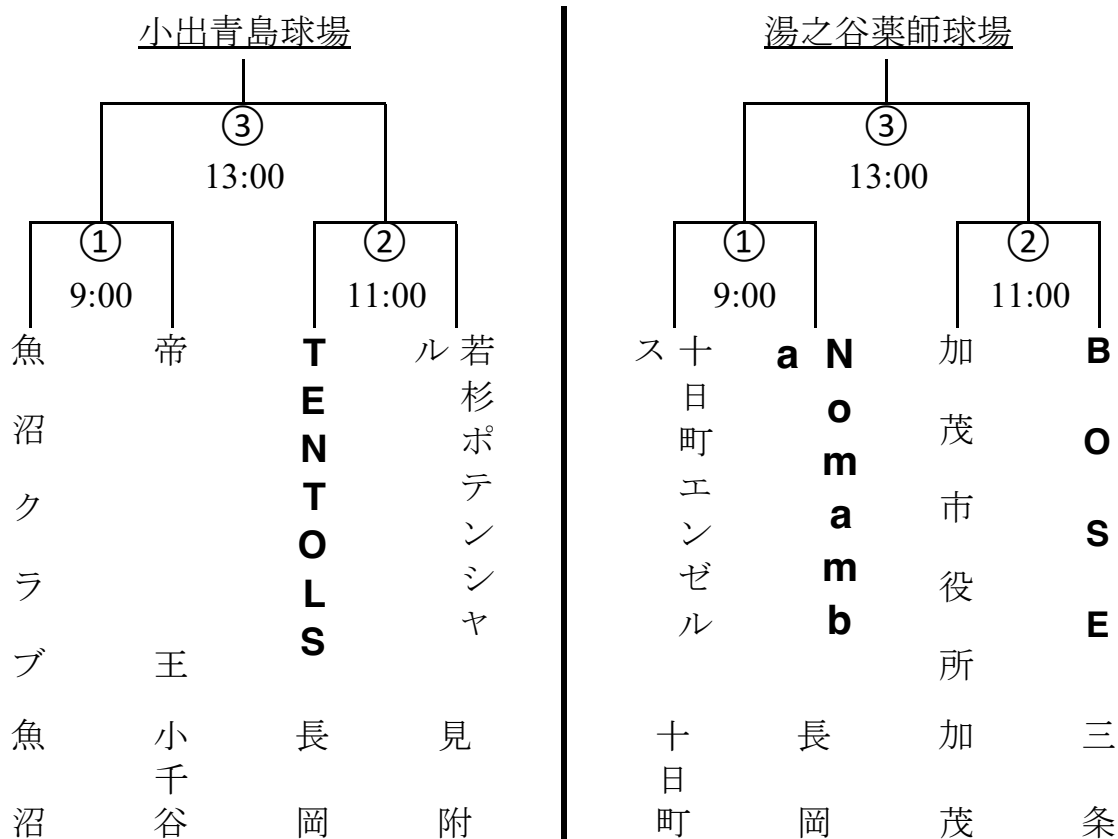 小出青島球場
③
13:00
①
9:00
②
11:00
魚沼クラブ
魚沼
帝王
小千谷
TENTOLS
長岡
若杉ポテンシャル
見附
湯之谷薬師球場
③
13:00
①
9:00
②
11:00
十日町エンゼルス
十日町
Nomamba
長岡
加茂市役所
加茂
BOSE
三条